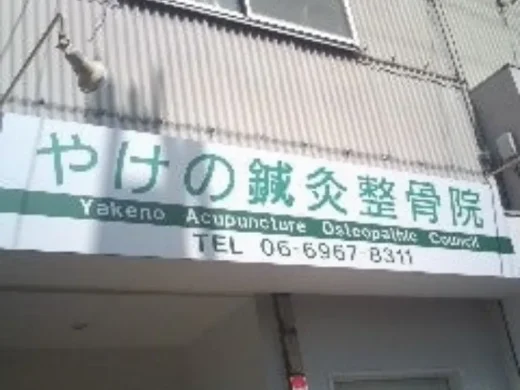 やけの鍼灸整骨院
Yakeno Acupuncture Osteopathic Council
TEL 06-6967-8311